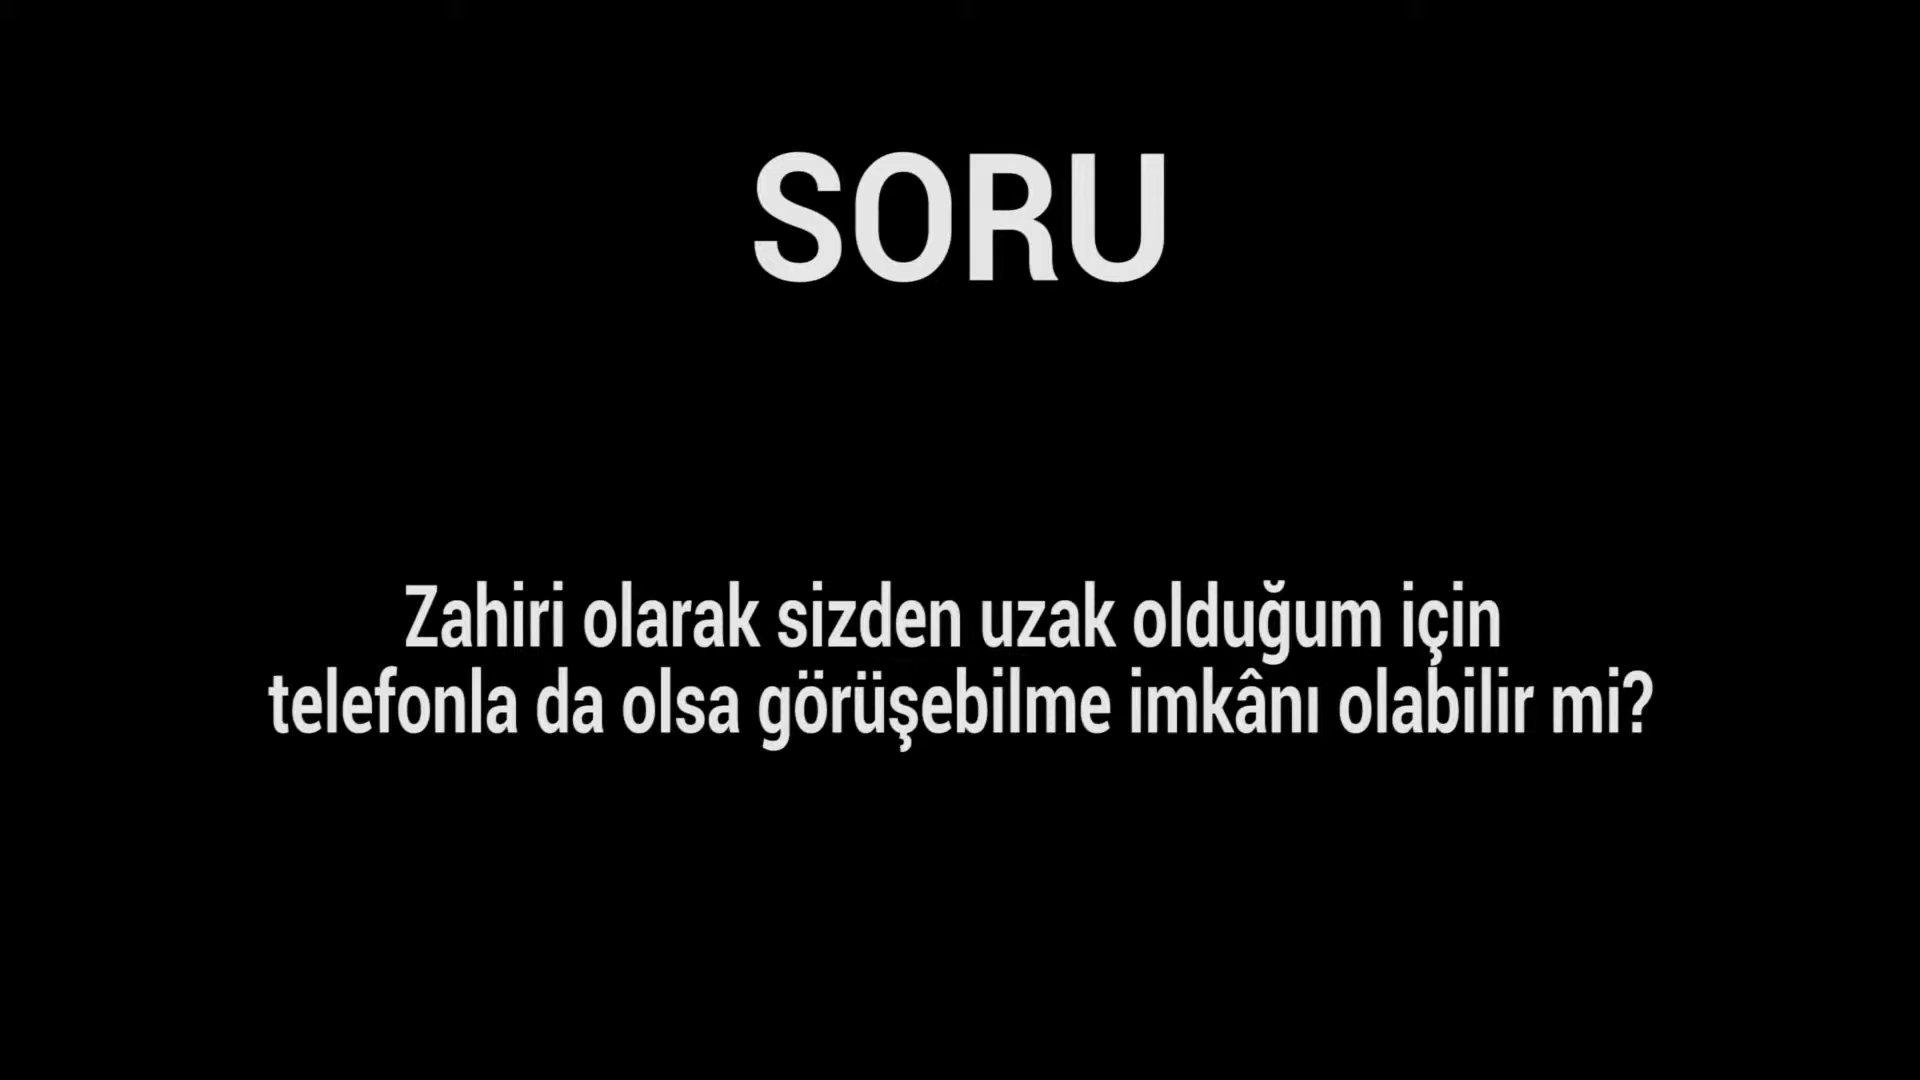 SORU
Zahiri olarak sizden uzak olduğum için
telefonla da olsa görüşebilme imkânı olabilir mi?